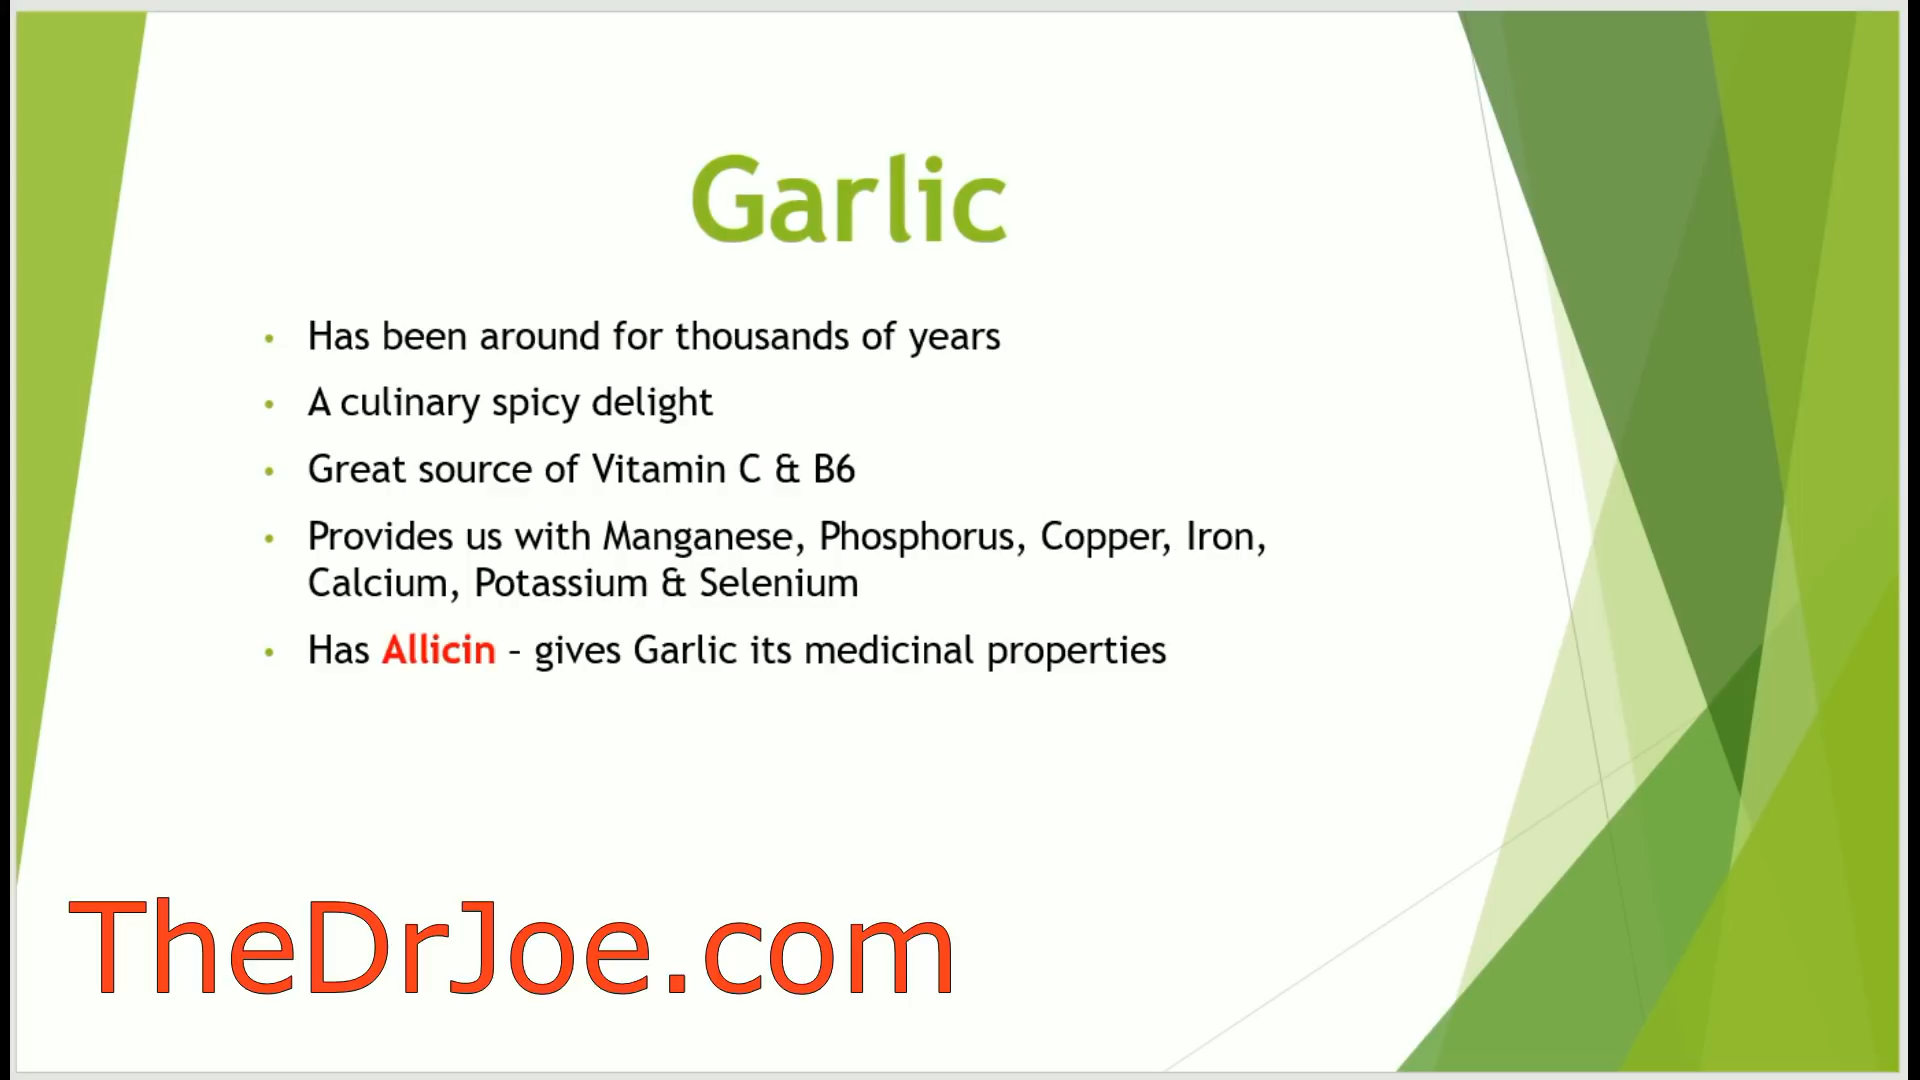 Garlic
• Has been around for thousands of years
• A culinary spicy delight
• Great source of Vitamin C & B6
• Provides us with Manganese, Phosphorus, Copper, Iron,
Calcium, Potassium & Selenium
• Has Allicin – gives Garlic its medicinal properties
TheDrJoe.com